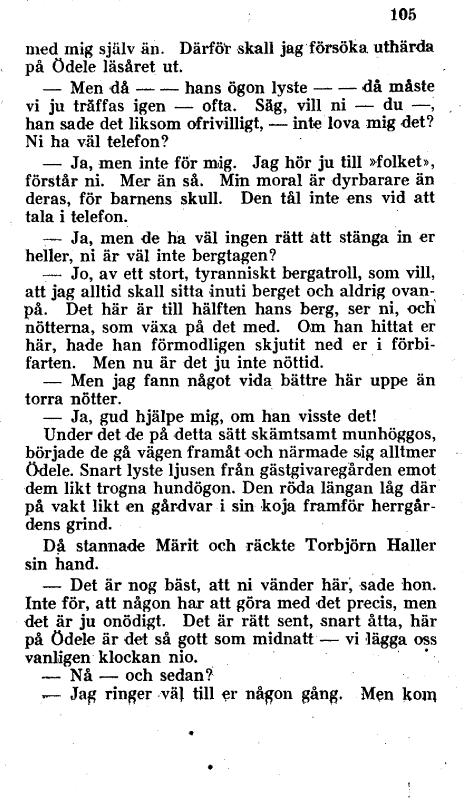 105
med mig själv än. Därför skall jag försöka uthärda
på Ödele läsåret ut.
— Men då — — hans ögon lyste — — då måste
vi ju träffas igen — ofta. Säg, vill ni — du —,
han sade det liksom ofrivilligt, — inte lova mig det?
Ni ha väl telefon?
— Ja, men inte för mig. Jag hör ju till »folket»,
förstår ni. Mer än så. Min moral är dyrbarare än
deras, för barnens skull. Den tål inte ens vid att
tala i telefon.
— Ja, men de ha väl ingen rätt att stänga in er
heller, ni är väl inte bergtagen?
— Jo, av ett stort, tyranniskt bergatroll, som vill,
att jag alltid skall sitta inuti berget och aldrig ovan-
på. Det här är till hälften hans berg, ser ni, och
nötterna, som växa på det med. Om han hittat er
här, hade han förmodligen skjutit ned er i förbi-
farten. Men nu är det ju inte nöttid.
— Men jag fann något vida bättre här uppe än
torra nötter.
— Ja, gud hjälpe mig, om han visste det!
Under det de på detta sätt skämtsamt munhöggos,
började de gå vägen framåt och närmade sig alltmer
Ödele. Snart lyste ljusen från gästgivaregården emot
dem likt trogna hundögon. Den röda längan låg där
på vakt likt en gårdvar i sin koja framför herrgår-
dens grind.
Då stannade Märit och räckte Torbjörn Haller
sin hand.
— Det är nog bäst, att ni vänder här, sade hon.
Inte för, att någon har att göra med det precis, men
det är ju onödigt. Det är rätt sent, snart åtta, här
på Ödele är det så gott som midnatt — vi lägga oss
vanligen klockan nio.
— Nå — och sedan?
— Jag ringer väl till er någon gång. Men kom